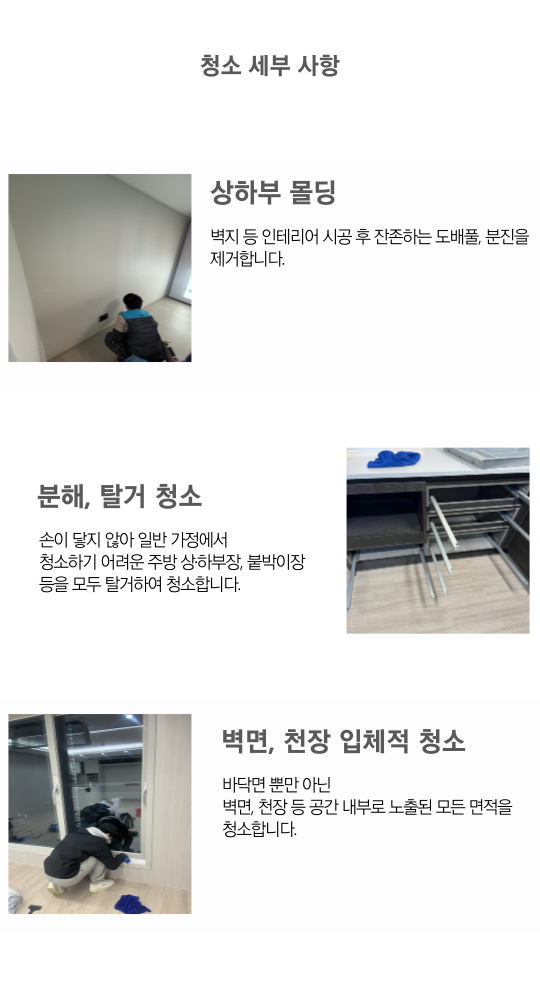 청소 세부 사항
상하부 몰딩
벽지 등 인테리어 시공 후 잔존하는 도배풀, 분진을
제거합니다.
분해, 탈거 청소
손이 닿지 않아 일반 가정에서
청소하기 어려운 주방 상·하부장, 붙박이장
등을 모두 탈거하여 청소합니다.
벽면, 천장 입체적 청소
바닥면 뿐만 아닌
벽면, 천장 등 공간 내부로 노출된 모든 면적을
청소합니다.